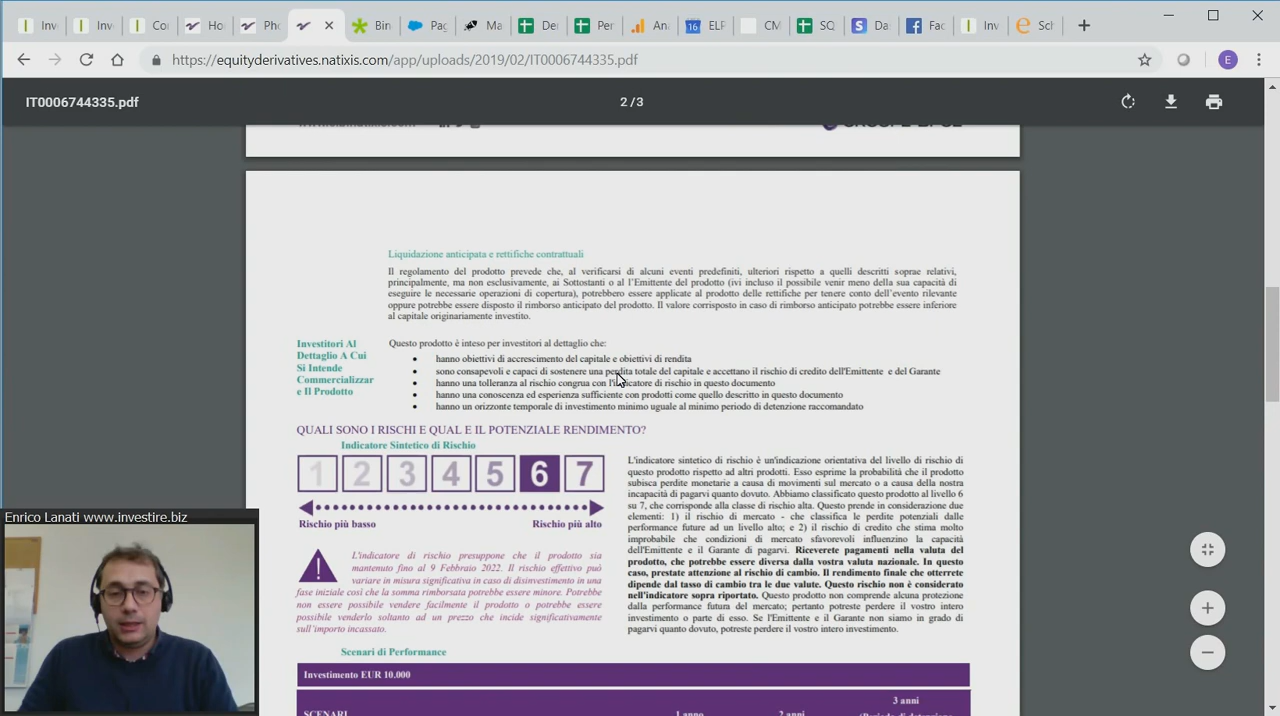 Inv
Inv
Co
Ho
Pho
Bin
Pag
Ma
Der
Per
Ana
16
ELP
CM
SQ
Da
Fac
Inv
Sch
https://equityderivatives.natixis.com/app/uploads/2019/02/IT0006744335.pdf
E
IT0006744335.pdf
2 / 3
Liquidazione anticipata e rettifiche contrattuali
Il regolamento del prodotto prevede che, al verificarsi di alcuni eventi predefiniti, ulteriori rispetto a quelli descritti soprae relativi,
principalmente, ma non esclusivamente, ai Sottostanti o al l'Emittente del prodotto (ivi incluso il possibile venir meno della sua capacità di
eseguire le necessarie operazioni di copertura), potrebbero essere applicate al prodotto delle rettifiche per tenere conto dell'evento rilevante
oppure potrebbe essere disposto il rimborso anticipato del prodotto. Il valore corrisposto in caso di rimborso anticipato potrebbe essere inferiore
al capitale originariamente investito.
Investitori Al
Dettaglio A Cui
Si Intende
Commercializzar
e Il Prodotto
Questo prodotto è inteso per investitori al dettaglio che:
• hanno obiettivi di accrescimento del capitale e obiettivi di rendita
• sono consapevoli e capaci di sostenere una perdita totale del capitale e accettano il rischio di credito dell'Emittente e del Garante
• hanno una tolleranza al rischio congrua con l'indicatore di rischio in questo documento
• hanno una conoscenza ed esperienza sufficiente con prodotti come quello descritto in questo documento
• hanno un orizzonte temporale di investimento minimo uguale al minimo periodo di detenzione raccomandato
QUALI SONO I RISCHI E QUAL E IL POTENZIALE RENDIMENTO?
Indicatore Sintetico di Rischio
1 2 3 4 5 6 7
Rischio più basso Rischio più alto
L'indicatore di rischio presuppone che il prodotto sia
mantenuto fino al 9 Febbraio 2022. Il rischio effettivo può
variare in misura significativa in caso di disinvestimento in una
fase iniziale così che la somma rimborsata potrebbe essere minore. Potrebbe
non essere possibile vendere facilmente il prodotto o potrebbe essere
possibile venderlo soltanto ad un prezzo che incide significativamente
sull'importo incassato.
L'indicatore sintetico di rischio è un'indicazione orientativa del livello di rischio di
questo prodotto rispetto ad altri prodotti. Esso esprime la probabilità che il prodotto
subisca perdite monetarie a causa di movimenti sul mercato o a causa della nostra
incapacità di pagarvi quanto dovuto. Abbiamo classificato questo prodotto al livello 6
su 7, che corrisponde alla classe di rischio alta. Questo prende in considerazione due
elementi: 1) il rischio di mercato - che classifica le perdite potenziali dalle
performance future ad un livello alto; e 2) il rischio di credito che stima molto
improbabile che condizioni di mercato sfavorevoli influenzino la capacità
dell'Emittente e il Garante di pagarvi. Riceverete pagamenti nella valuta del
prodotto, che potrebbe essere diversa dalla vostra valuta nazionale. In questo
caso, prestate attenzione al rischio di cambio. Il rendimento finale che otterrete
dipende dal tasso di cambio tra le due valute. Questo rischio non è considerato
nell'indicatore sopra riportato. Questo prodotto non comprende alcuna protezione
dalla performance futura del mercato; pertanto potreste perdere il vostro intero
investimento o parte di esso. Se l'Emittente e il Garante non siamo in grado di
pagarvi quanto dovuto, potreste perdere il vostro intero investimento.
Scenari di Performance
Investimento EUR 10.000
3 anni
SCENARI 1 anno 2 anni
Enrico Lanati www.investire.biz